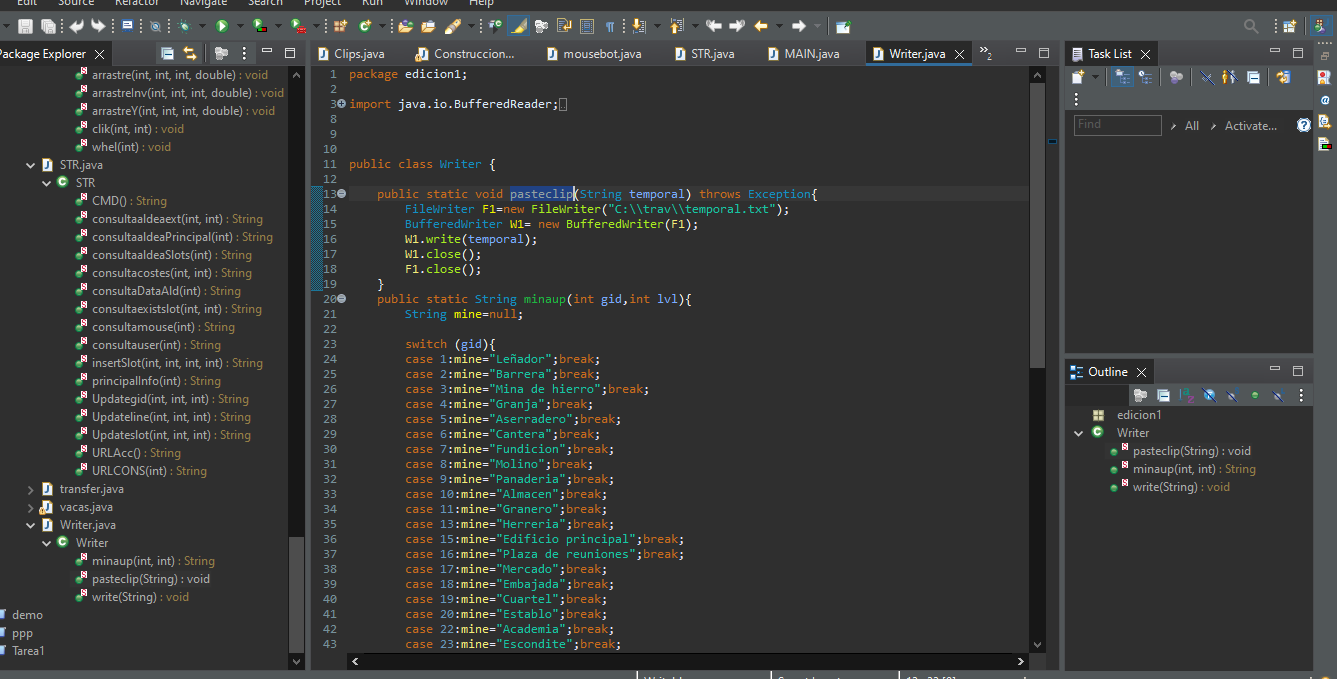 Edit Source Refactor Navigate Search Project Run Window Help
Package Explorer
Clips.java Construccion... mousebot.java STR.java MAIN.java Writer.java »2
Task List
arrastre(int, int, int, double) : void
arrastreInv(int, int, int, double) : void
arrastreY(int, int, int, double) : void
clik(int, int) : void
whel(int) : void
STR.java
STR
CMD() : String
consultaaldeaext(int, int) : String
consultaaldeaPrincipal(int) : String
consultaaldeaSlots(int) : String
consultacostes(int, int) : String
consultaDataAld(int) : String
consultaexistslot(int, int) : String
consultamouse(int) : String
consultauser(int) : String
insertSlot(int, int, int, int) : String
principalInfo(int) : String
Updategid(int, int, int) : String
Updateline(int, int, int) : String
Updateslot(int, int, int) : String
URLAcc() : String
URLCONS(int) : String
transfer.java
vacas.java
Writer.java
Writer
minaup(int, int) : String
pasteclip(String) : void
write(String) : void
demo
ppp
Tarea1
1 package edicion1;
2
3 import java.io.BufferedReader;
8
9
10
11 public class Writer {
12
13 public static void pasteclip(String temporal) throws Exception{
14 FileWriter F1=new FileWriter("C:\\trav\\temporal.txt");
15 BufferedWriter W1= new BufferedWriter(F1);
16 W1.write(temporal);
17 W1.close();
18 F1.close();
19 }
20 public static String minaup(int gid,int lvl){
21 String mine=null;
22
23 switch (gid){
24 case 1:mine="Leñador";break;
25 case 2:mine="Barrera";break;
26 case 3:mine="Mina de hierro";break;
27 case 4:mine="Granja";break;
28 case 5:mine="Aserradero";break;
29 case 6:mine="Cantera";break;
30 case 7:mine="Fundicion";break;
31 case 8:mine="Molino";break;
32 case 9:mine="Panaderia";break;
33 case 10:mine="Almacen";break;
34 case 11:mine="Granero";break;
35 case 13:mine="Herreria";break;
36 case 15:mine="Edificio principal";break;
37 case 16:mine="Plaza de reuniones";break;
38 case 17:mine="Mercado";break;
39 case 18:mine="Embajada";break;
40 case 19:mine="Cuartel";break;
41 case 20:mine="Establo";break;
42 case 22:mine="Academia";break;
43 case 23:mine="Escondite";break;
Find All Activate...
Outline
edicion1
Writer
pasteclip(String) : void
minaup(int, int) : String
write(String) : void